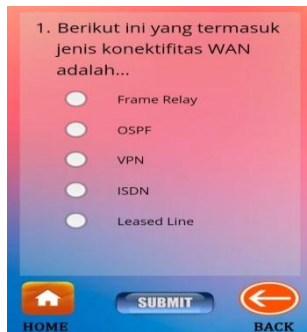 1. Berikut ini yang termasuk
jenis konektifitas WAN
adalah...
Frame Relay
OSPF
VPN
ISDN
Leased Line
SUBMIT
HOME
BACK